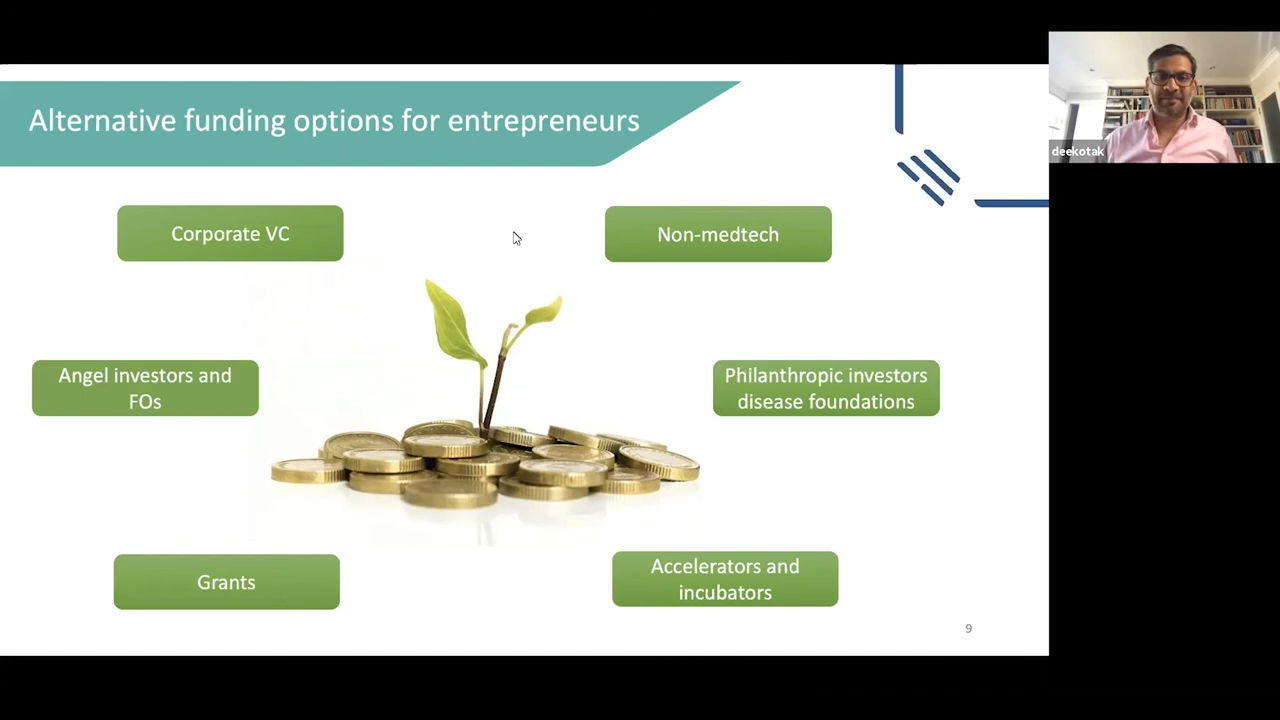 Alternative funding options for entrepreneurs
deekotak
Corporate VC
Non-medtech
Angel investors and
FOs
Philanthropic investors
disease foundations
Grants
Accelerators and
incubators
9